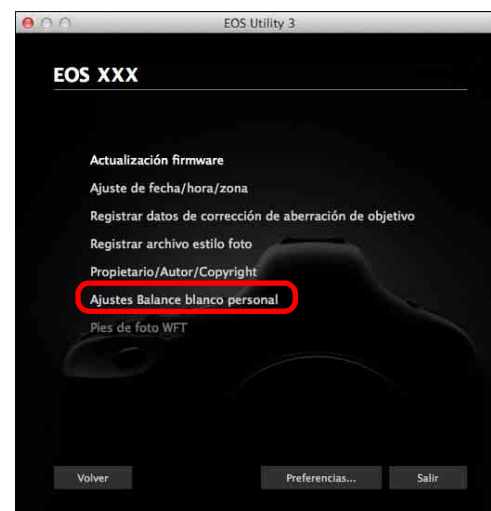 EOS Utility 3
EOS XXX
Actualización firmware
Ajuste de fecha/hora/zona
Registrar datos de corrección de aberración de objetivo
Registrar archivo estilo foto
Propietario/Autor/Copyright
Ajustes Balance blanco personal
Pies de foto WFT
Volver Preferencias... Salir